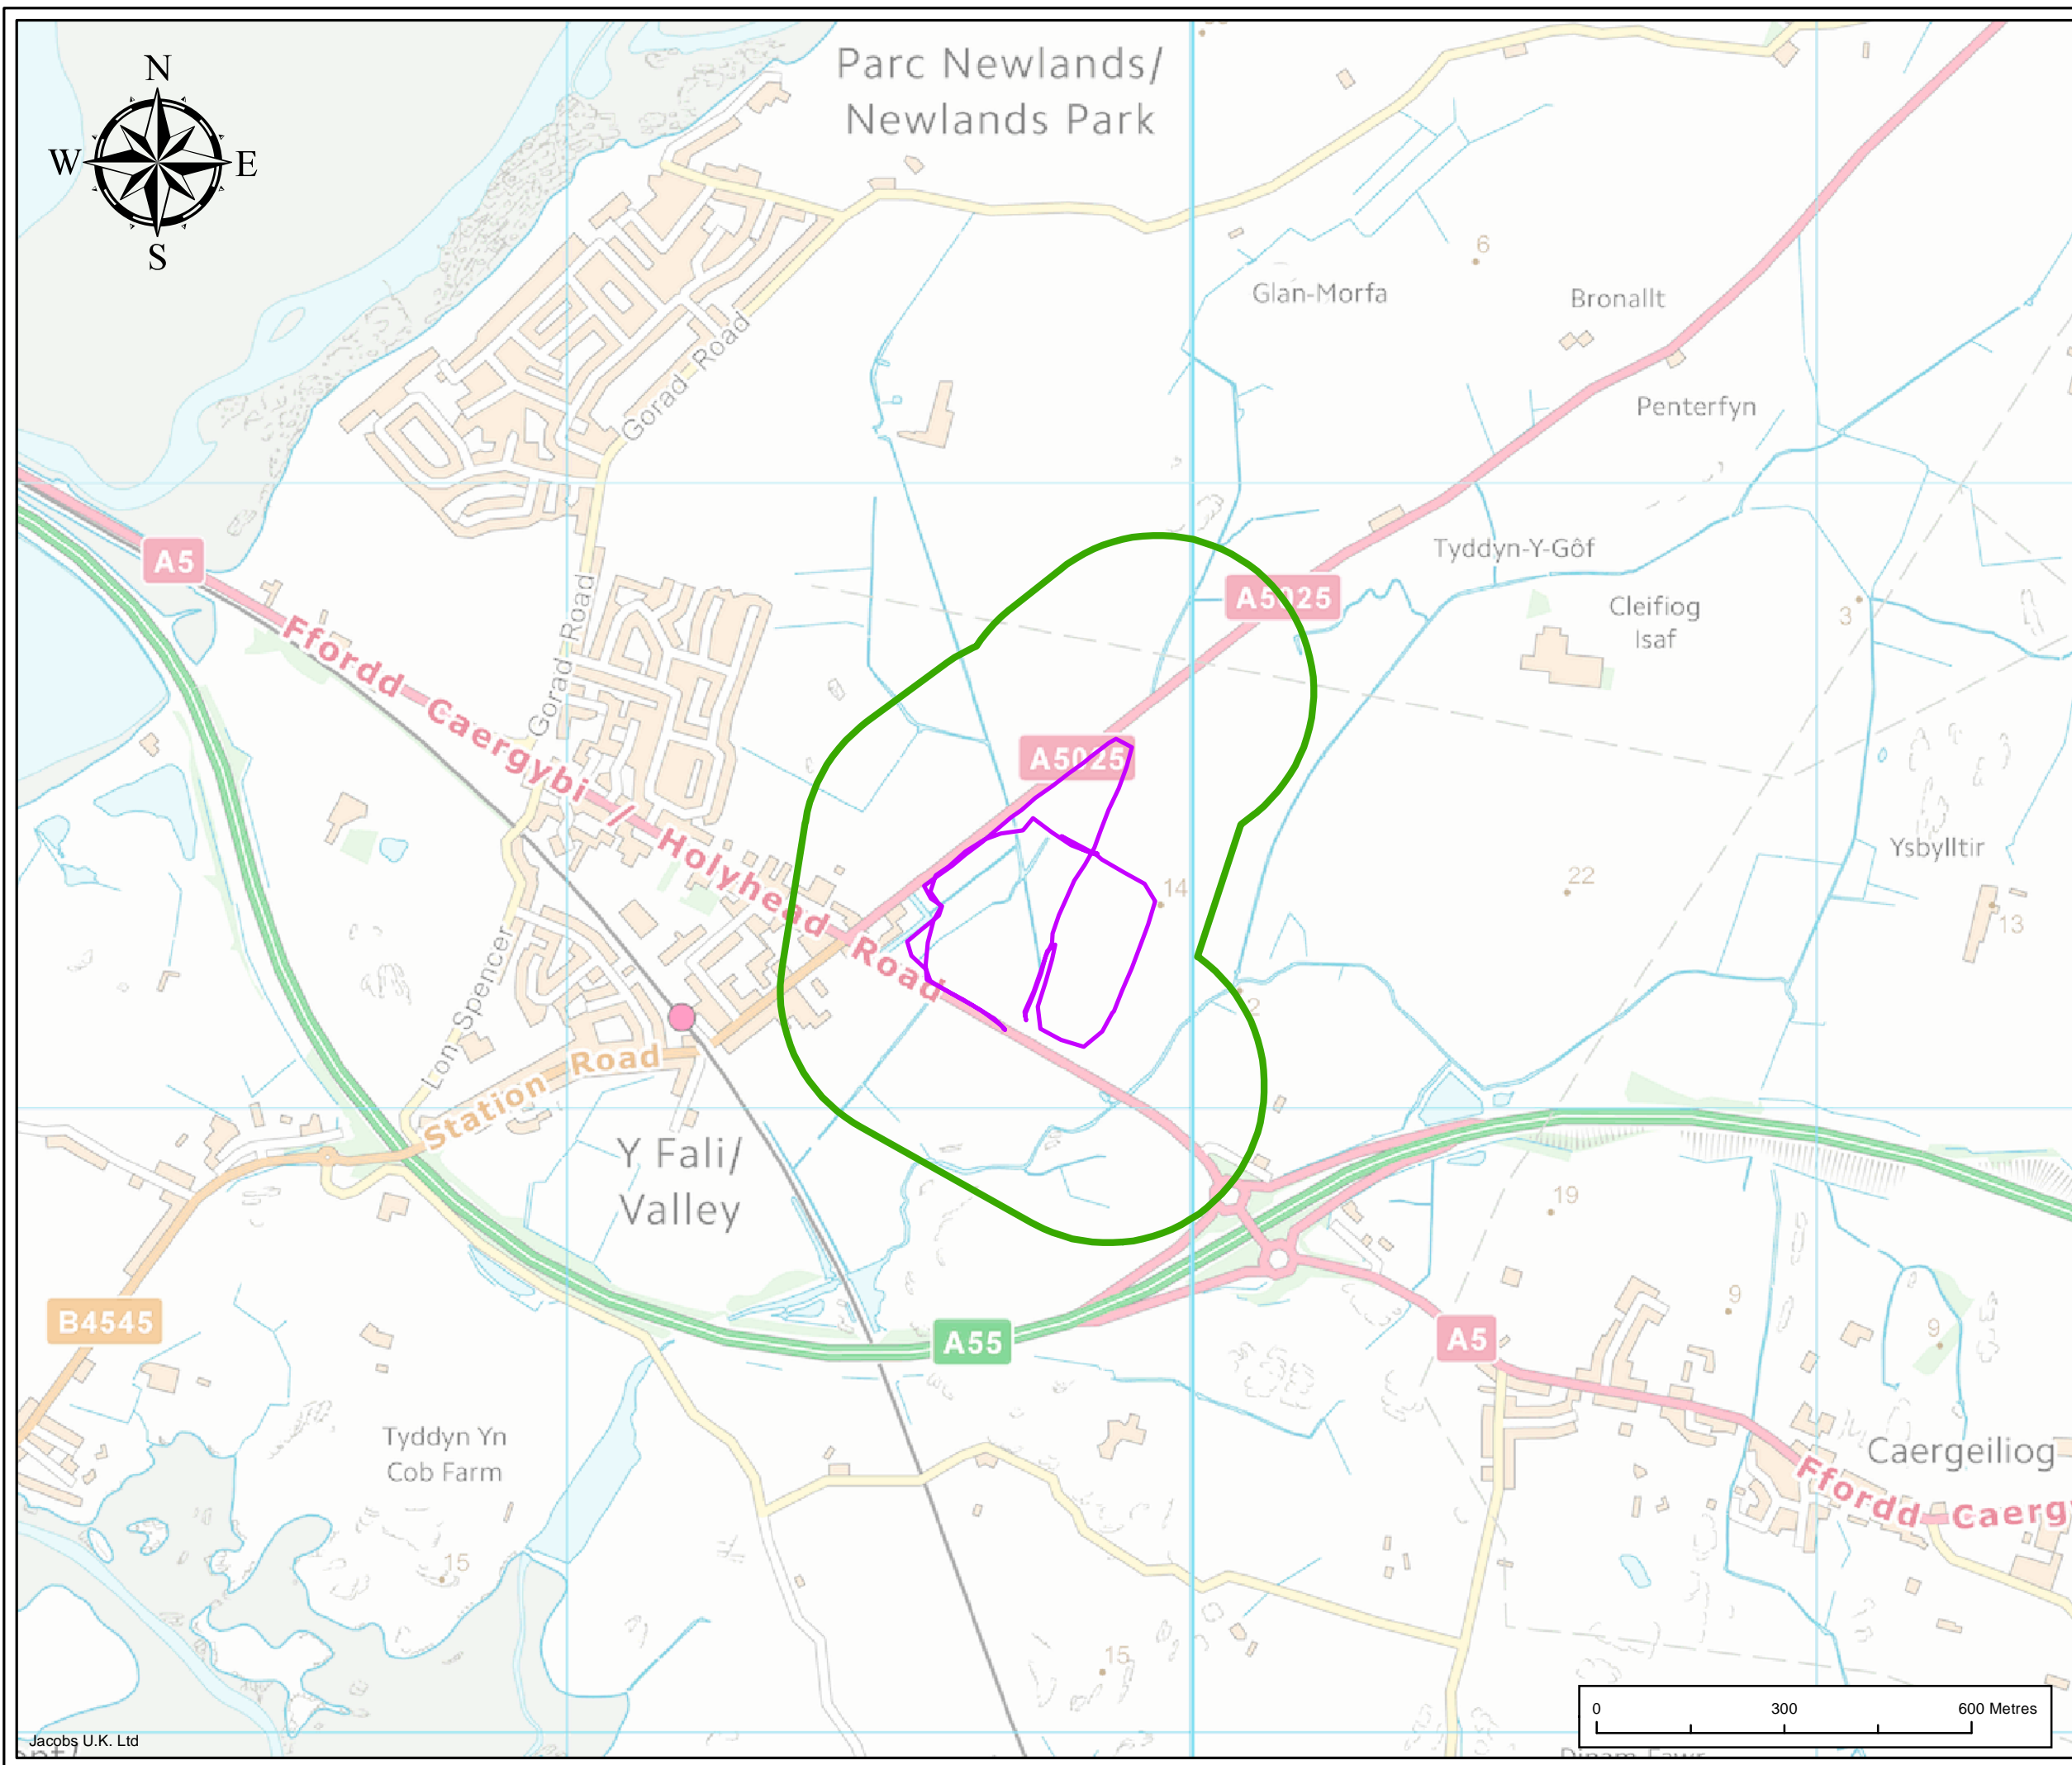 N
W
E
S
Parc Newlands/
Newlands Park
6
Glan-Morfa
Bronallt
Penterfyn
Gorad Road
A5
A5025
Tyddyn-Y-Gôf
Cleifiog
Isaf
3
Gorad Road
Ffordd Caergybi / Holyhead Road
A5025
14
22
Ysbylltir
13
Lon Spencer
2
Station Road
Y Fali/
Valley
19
B4545
A55
A5
9
9
Tyddyn Yn
Cob Farm
Caergeiliog
Ffordd Caerg
15
15
0 300 600 Metres
Jacobs U.K. Ltd